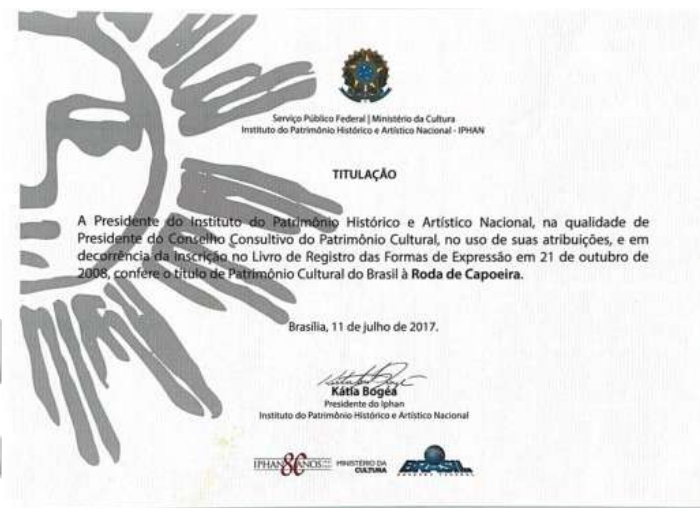 Serviço Público Federal | Ministério da Cultura
Instituto do Patrimônio Histórico e Artístico Nacional - IPHAN
TITULAÇÃO
A Presidente do Instituto do Patrimônio Histórico e Artístico Nacional, na qualidade de
Presidente do Conselho Consultivo do Patrimônio Cultural, no uso de suas atribuições, e em
decorrência da inscrição no Livro de Registro das Formas de Expressão em 21 de outubro de
2008, confere o título de Patrimônio Cultural do Brasil à Roda de Capoeira.
Brasília, 11 de julho de 2017.
Kátia Bogéa
Presidente do Iphan
Instituto do Patrimônio Histórico e Artístico Nacional
IPHAN 80 ANOS
MINISTÉRIO DA
CULTURA
BRASIL
GOVERNO FEDERAL